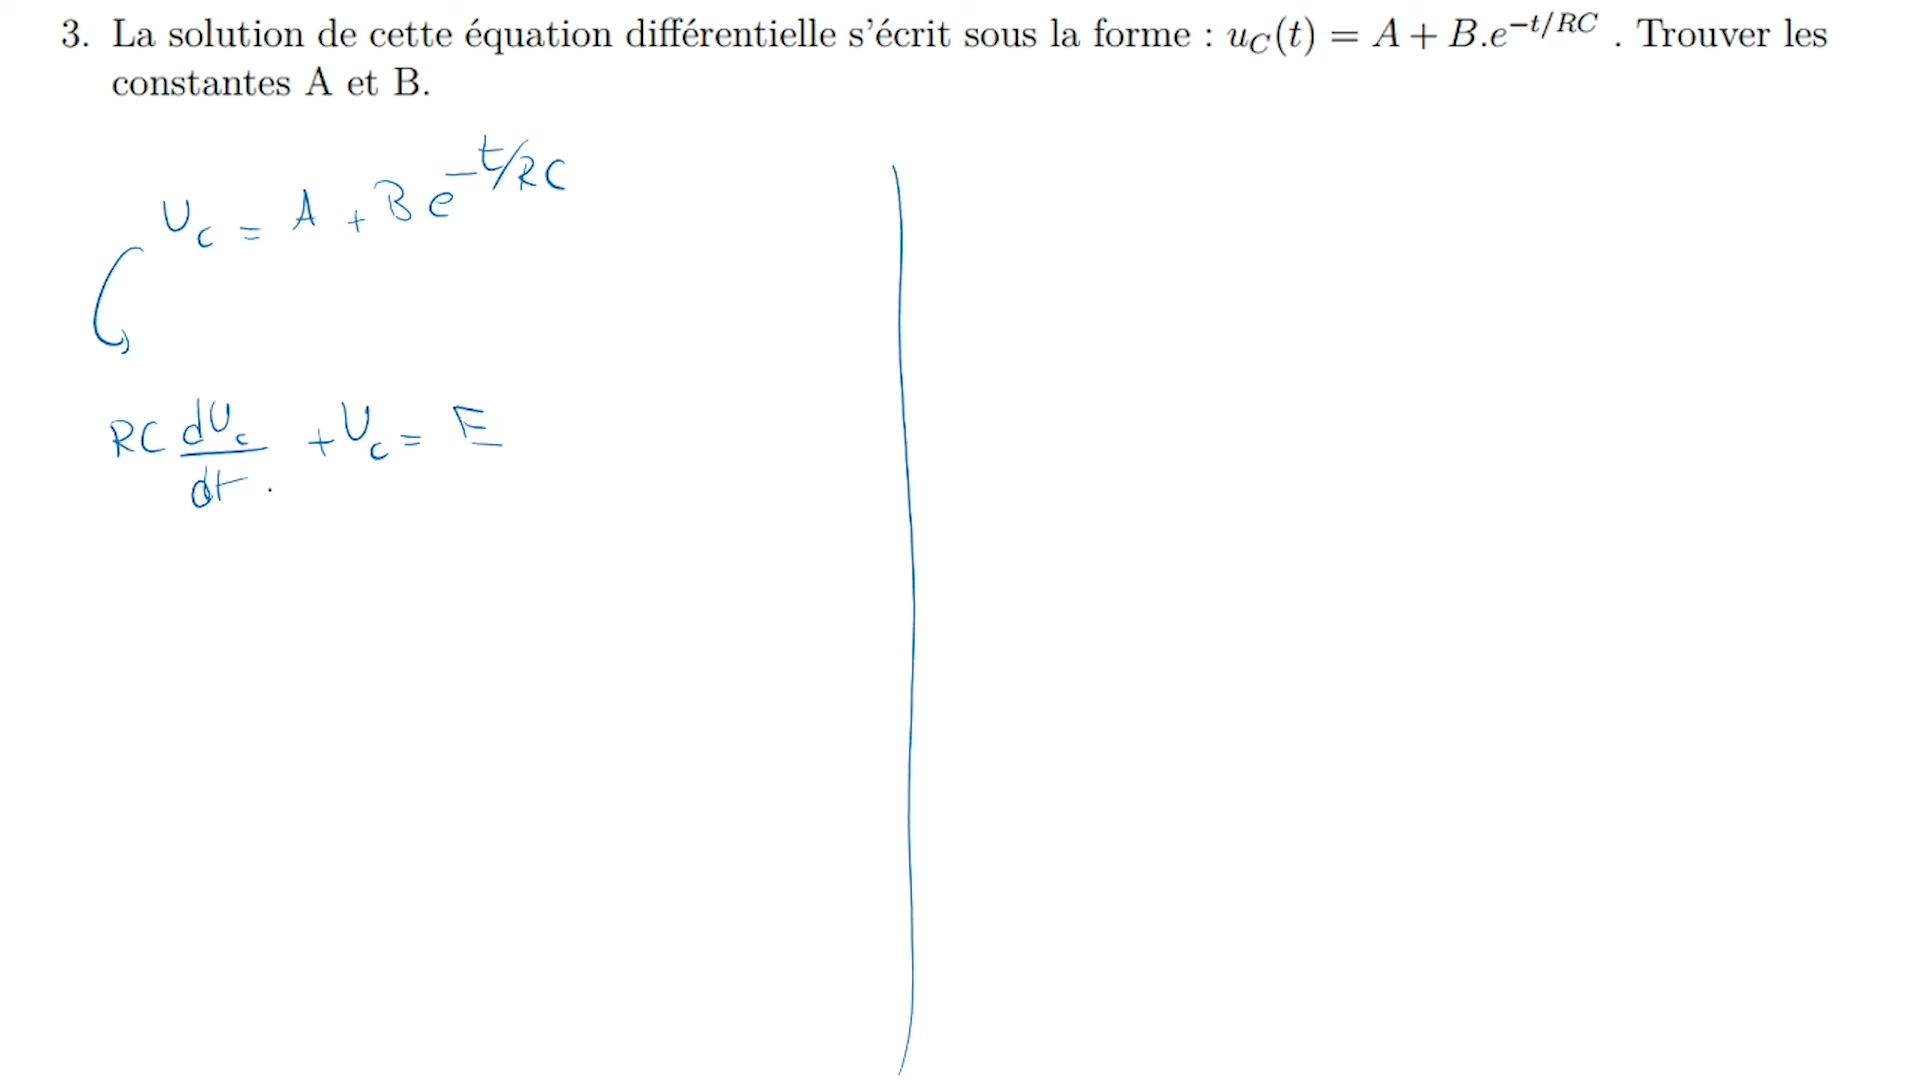 3. La solution de cette équation différentielle s'écrit sous la forme : u_C(t) = A + B.e^{-t/RC} . Trouver les
constantes A et B.
U_c = A + B e^{-t/RC}
RC dU_c/dt + U_c = E